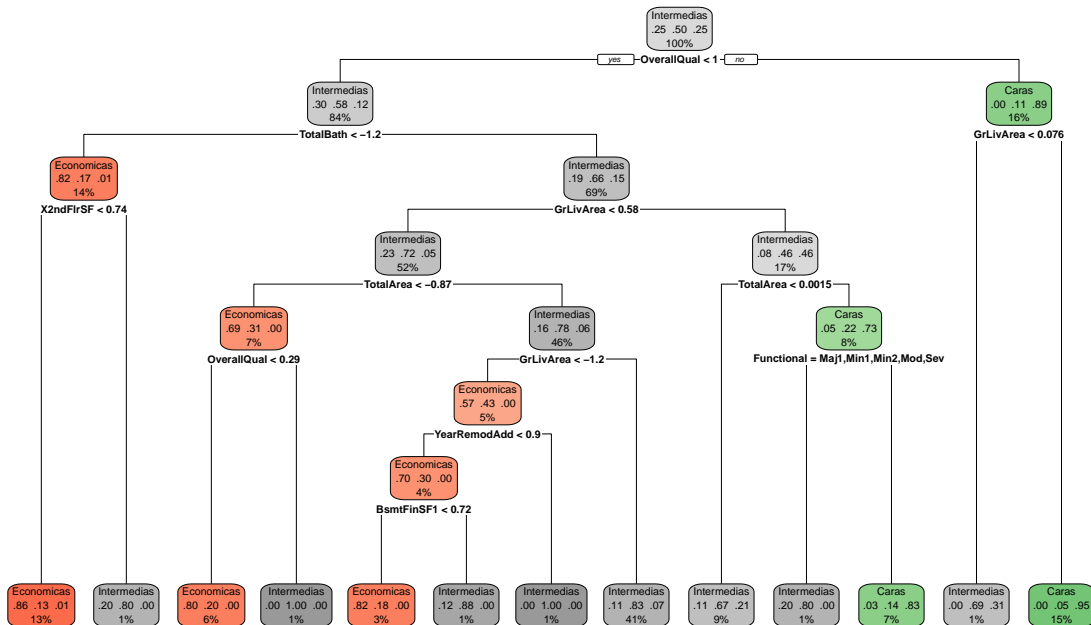 Intermedias
.25 .50 .25
100%
yes OverallQual < 1 no
Intermedias
.30 .58 .12
84%
TotalBath < −1.2
Caras
.00 .11 .89
16%
GrLivArea < 0.076
Economicas
.82 .17 .01
14%
X2ndFlrSF < 0.74
Intermedias
.19 .66 .15
69%
GrLivArea < 0.58
Intermedias
.23 .72 .05
52%
TotalArea < −0.87
Intermedias
.08 .46 .46
17%
TotalArea < 0.0015
Economicas
.69 .31 .00
7%
OverallQual < 0.29
Intermedias
.16 .78 .06
46%
GrLivArea < −1.2
Caras
.05 .22 .73
8%
Functional = Maj1,Min1,Min2,Mod,Sev
Economicas
.57 .43 .00
5%
YearRemodAdd < 0.9
Economicas
.70 .30 .00
4%
BsmtFinSF1 < 0.72
Economicas
.86 .13 .01
13%
Intermedias
.20 .80 .00
1%
Economicas
.80 .20 .00
6%
Intermedias
.00 1.00 .00
1%
Economicas
.82 .18 .00
3%
Intermedias
.12 .88 .00
1%
Intermedias
.00 1.00 .00
1%
Intermedias
.11 .83 .07
41%
Intermedias
.11 .67 .21
9%
Intermedias
.20 .80 .00
1%
Caras
.03 .14 .83
7%
Intermedias
.00 .69 .31
1%
Caras
.00 .05 .95
15%